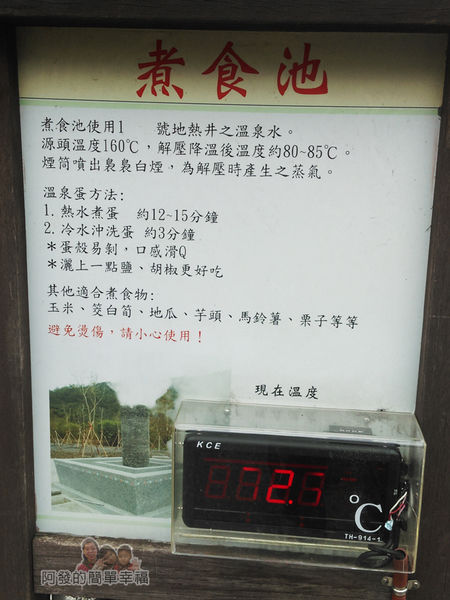 煮食池
煮食池使用1 號地熱井之溫泉水。
源頭溫度160℃，解壓降溫後溫度約80~85℃。
煙筒噴出裊裊白煙，為解壓時產生之蒸氣。
溫泉蛋方法:
1. 熱水煮蛋 約12~15分鐘
2. 冷水沖洗蛋 約3分鐘
＊蛋殼易剝，口感滑Q
＊灑上一點鹽、胡椒更好吃
其他適合煮食物:
玉米、筊白筍、地瓜、芋頭、馬鈴薯、栗子等等
避免燙傷，請小心使用！
現在溫度
KCE
℃
TH-914-1
阿發的簡單幸福